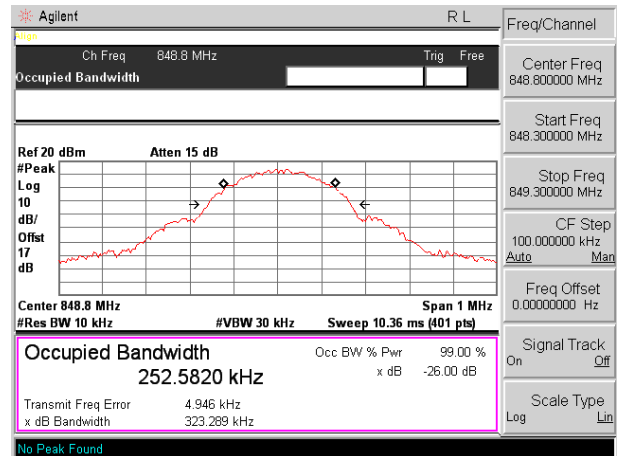 Agilent R L
Align
Ch Freq 848.8 MHz Trig Free
Occupied Bandwidth
Ref 20 dBm Atten 15 dB
#Peak
Log
10
dB/
Offst
17
dB
Center 848.8 MHz Span 1 MHz
#Res BW 10 kHz #VBW 30 kHz Sweep 10.36 ms (401 pts)
Occupied Bandwidth Occ BW % Pwr 99.00 %
252.5820 kHz x dB -26.00 dB
Transmit Freq Error 4.946 kHz
x dB Bandwidth 323.289 kHz
No Peak Found
Freq/Channel
Center Freq
848.800000 MHz
Start Freq
848.300000 MHz
Stop Freq
849.300000 MHz
CF Step
100.000000 kHz
Auto Man
Freq Offset
0.00000000 Hz
Signal Track
On Off
Scale Type
Log Lin